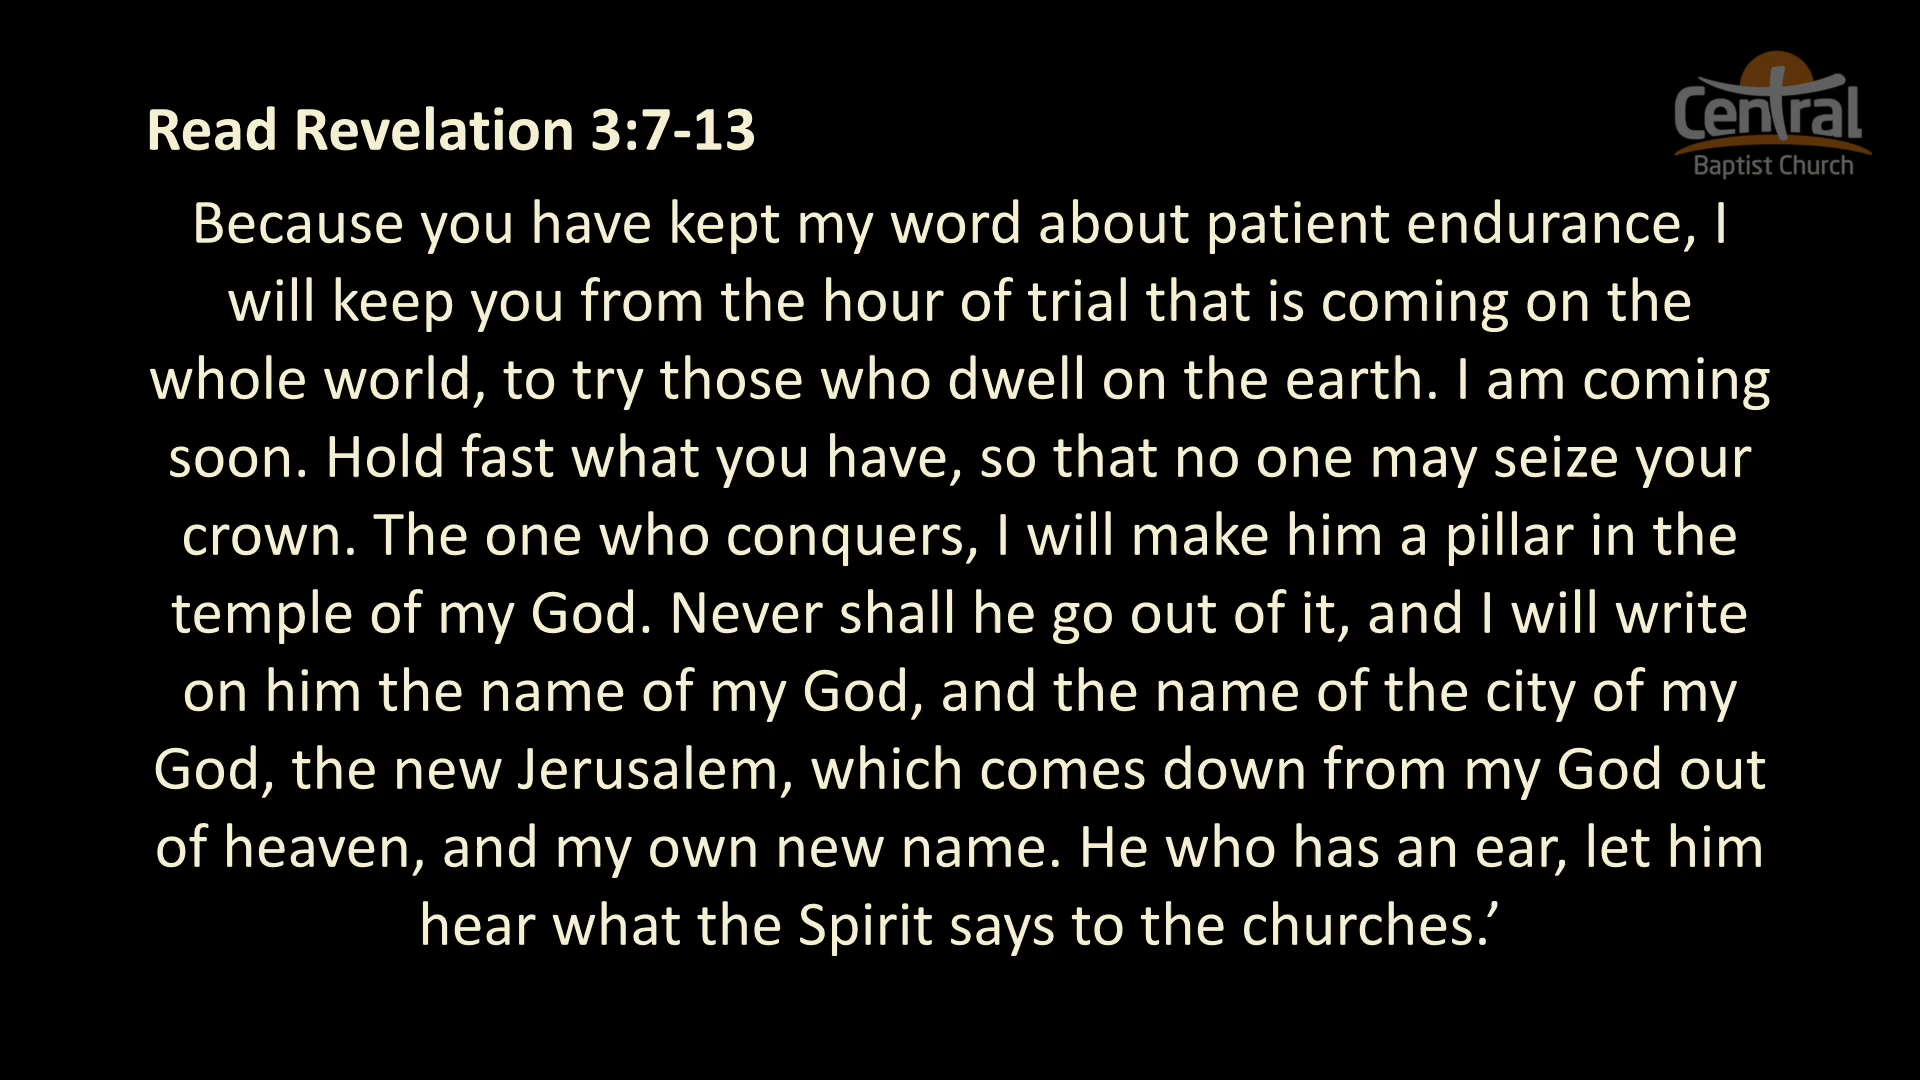 Central
Baptist Church
Read Revelation 3:7-13
Because you have kept my word about patient endurance, I
will keep you from the hour of trial that is coming on the
whole world, to try those who dwell on the earth. I am coming
soon. Hold fast what you have, so that no one may seize your
crown. The one who conquers, I will make him a pillar in the
temple of my God. Never shall he go out of it, and I will write
on him the name of my God, and the name of the city of my
God, the new Jerusalem, which comes down from my God out
of heaven, and my own new name. He who has an ear, let him
hear what the Spirit says to the churches.’